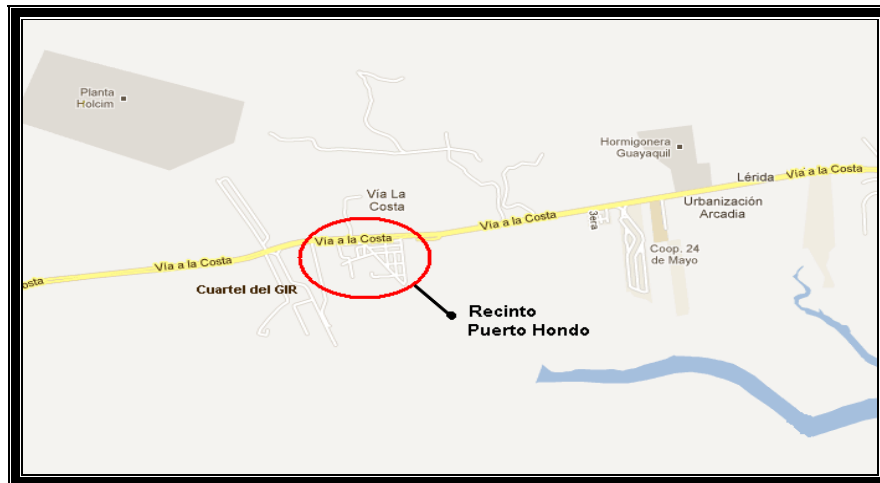 Planta
Holcim
Hormigonera
Guayaquil
Lérida
Vía a la Costa
Vía La
Costa
Urbanización
Arcadia
Vía a la Costa
3era
Vía a la Costa
Coop. 24
de Mayo
Vía a la Costa
osta
Cuartel del GIR
Recinto
Puerto Hondo